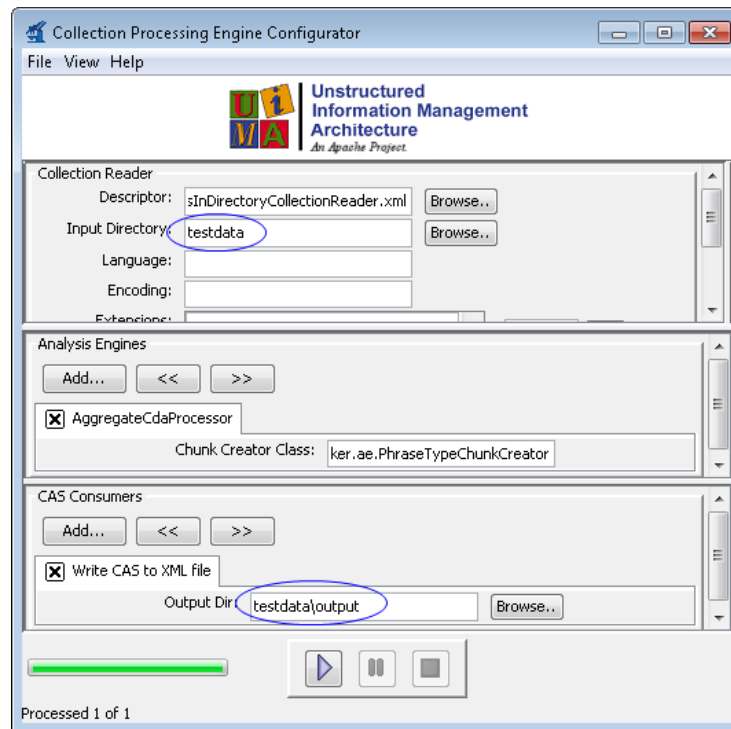 Collection Processing Engine Configurator
File View Help
UiMA
Unstructured
Information Management
Architecture
An Apache Project.
Collection Reader
Descriptor: sInDirectoryCollectionReader.xml Browse..
Input Directory: testdata Browse..
Language:
Encoding:
Extensions:
Analysis Engines
Add... << >>
AggregateCdaProcessor
Chunk Creator Class: ker.ae.PhraseTypeChunkCreator
CAS Consumers
Add... << >>
Write CAS to XML file
Output Dir: testdata\output Browse..
Processed 1 of 1